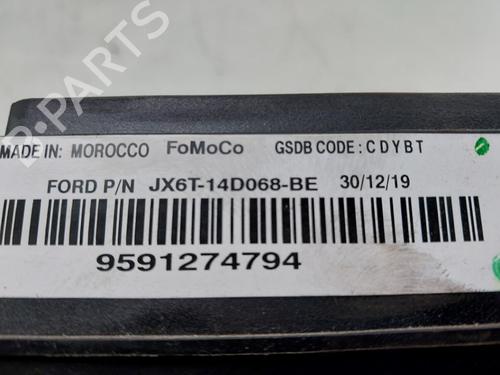 B-PARTS
MADE IN: MOROCCO FoMoCo GSDB CODE: CDYBT
FORD P/N JX6T-14D068-BE 30/12/19
9591274794